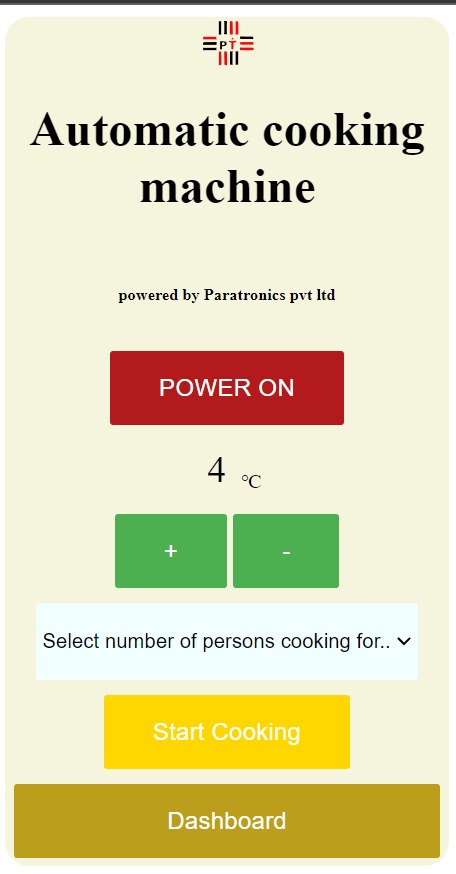 PT
Automatic cooking
machine
powered by Paratronics pvt ltd
POWER ON
4 °C
+ -
Select number of persons cooking for..
Start Cooking
Dashboard